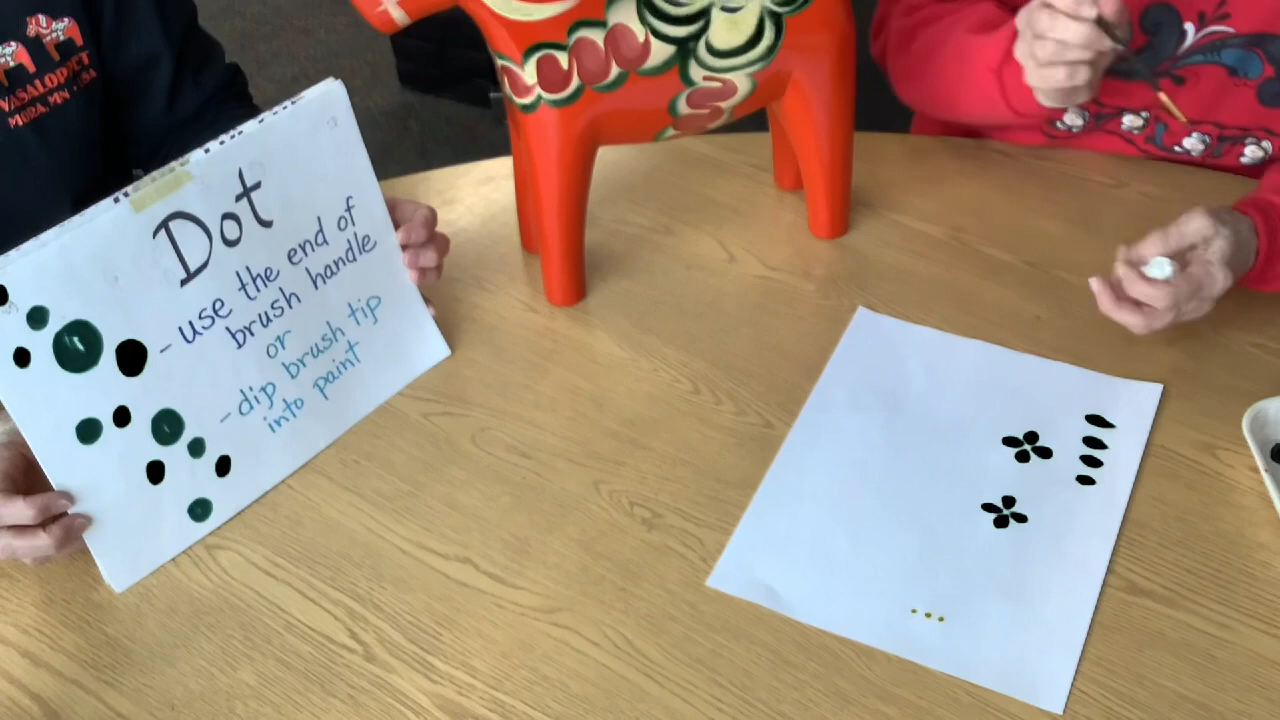 VASALOPPET
MORA, MN • USA
Dot
- use the end of
brush handle
or
- dip brush tip
into paint